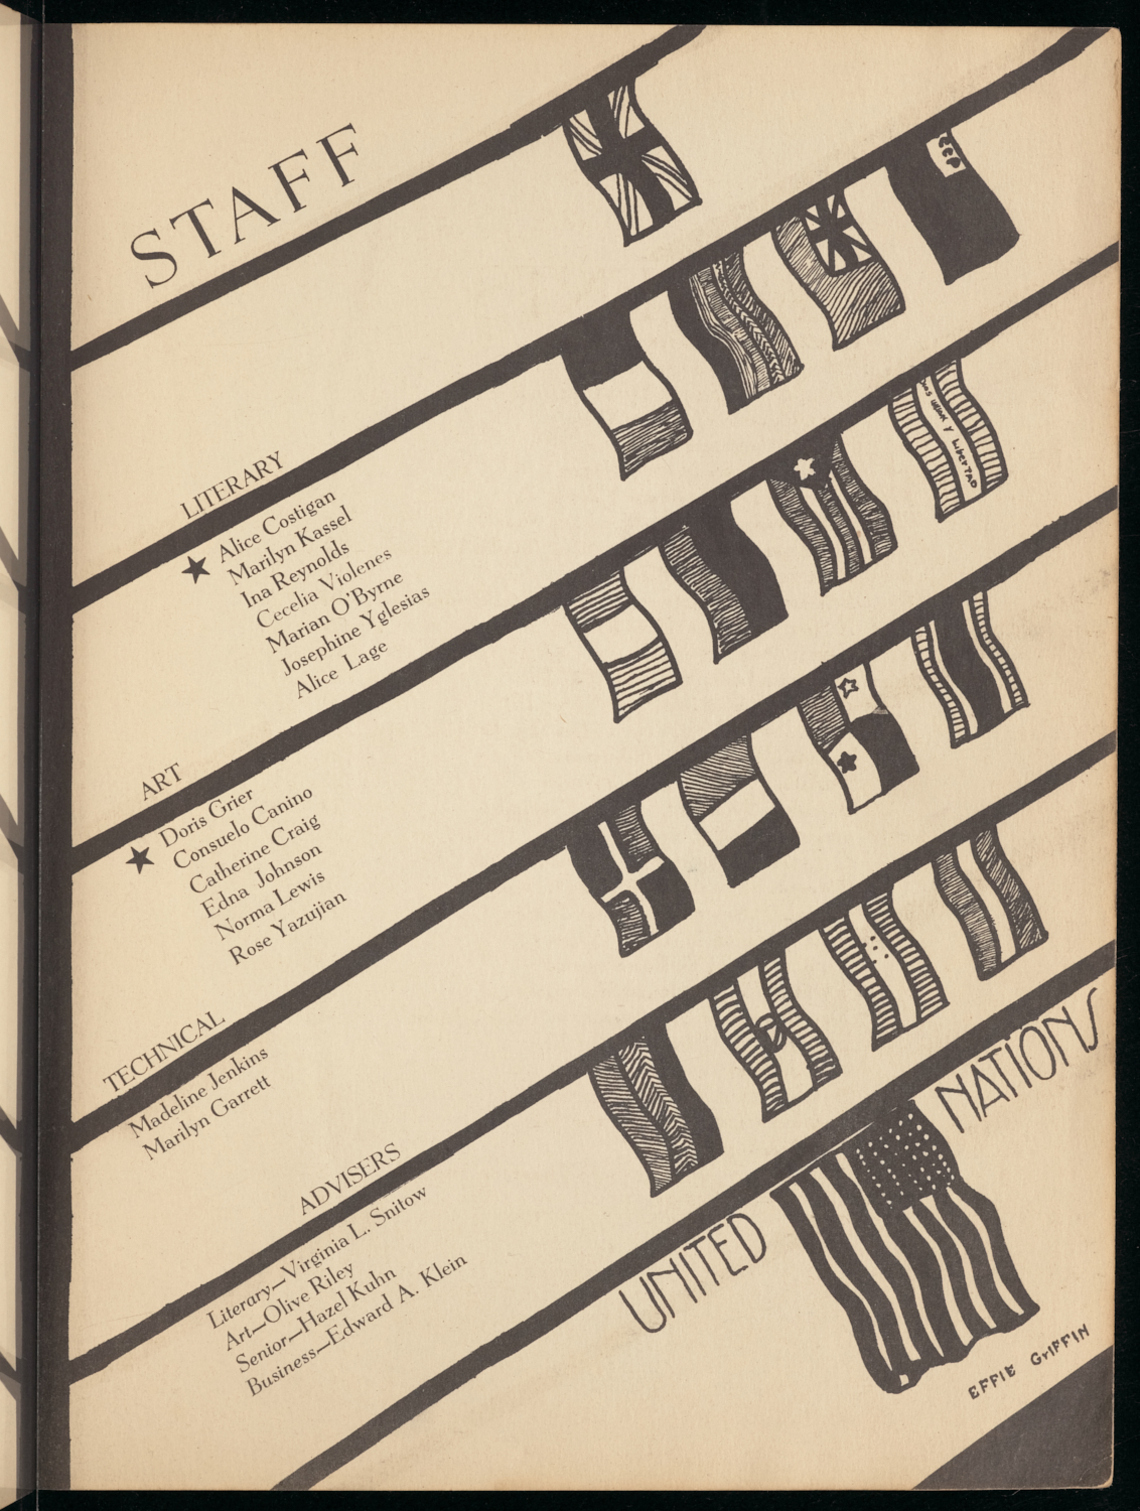 STAFF
LITERARY
Alice Costigan
Marilyn Kassel
Ina Reynolds
Cecelia Violenes
Marian O'Byrne
Josephine Yglesias
Alice Lage
ART
Doris Grier
Consuelo Canino
Catherine Craig
Edna Johnson
Norma Lewis
Rose Yazujian
TECHNICAL
Madeline Jenkins
Marilyn Garrett
ADVISERS
Literary—Virginia L. Snitow
Art—Olive Riley
Senior—Hazel Kuhn
Business—Edward A. Klein
Y LiberTAD
UNITED NATIONS
EFFIE GriFFIN